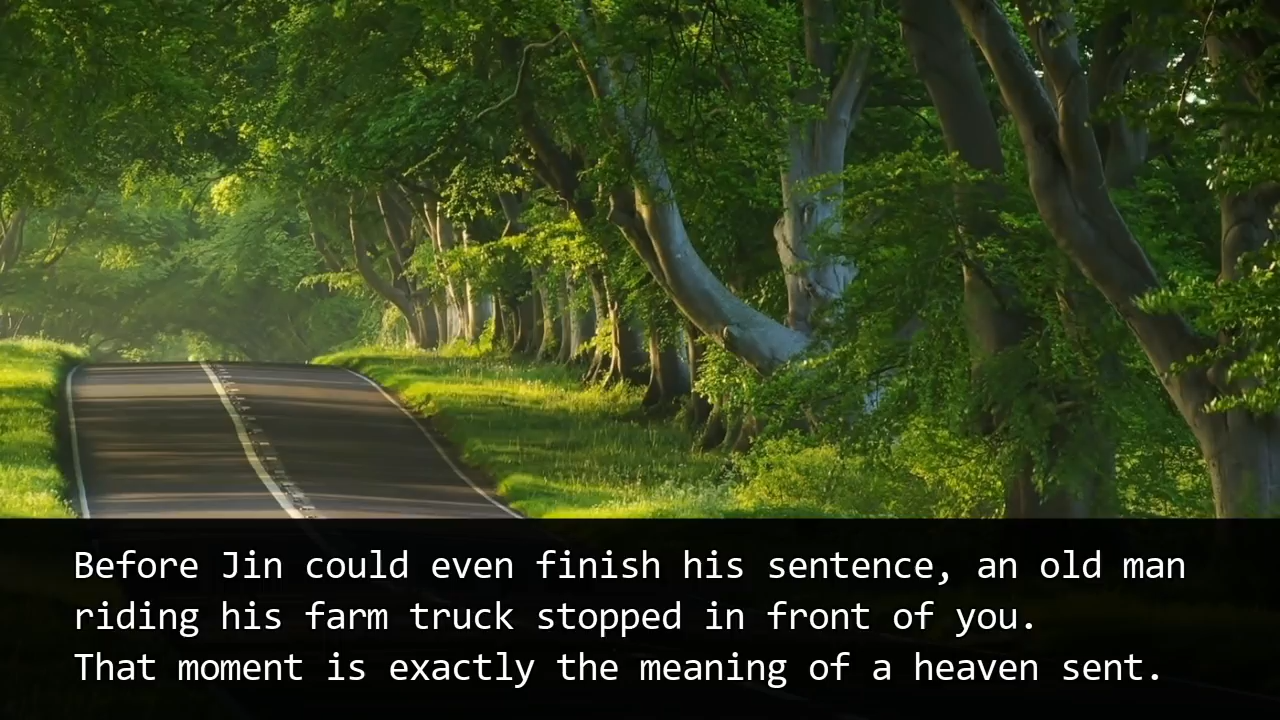 Before Jin could even finish his sentence, an old man
riding his farm truck stopped in front of you.
That moment is exactly the meaning of a heaven sent.